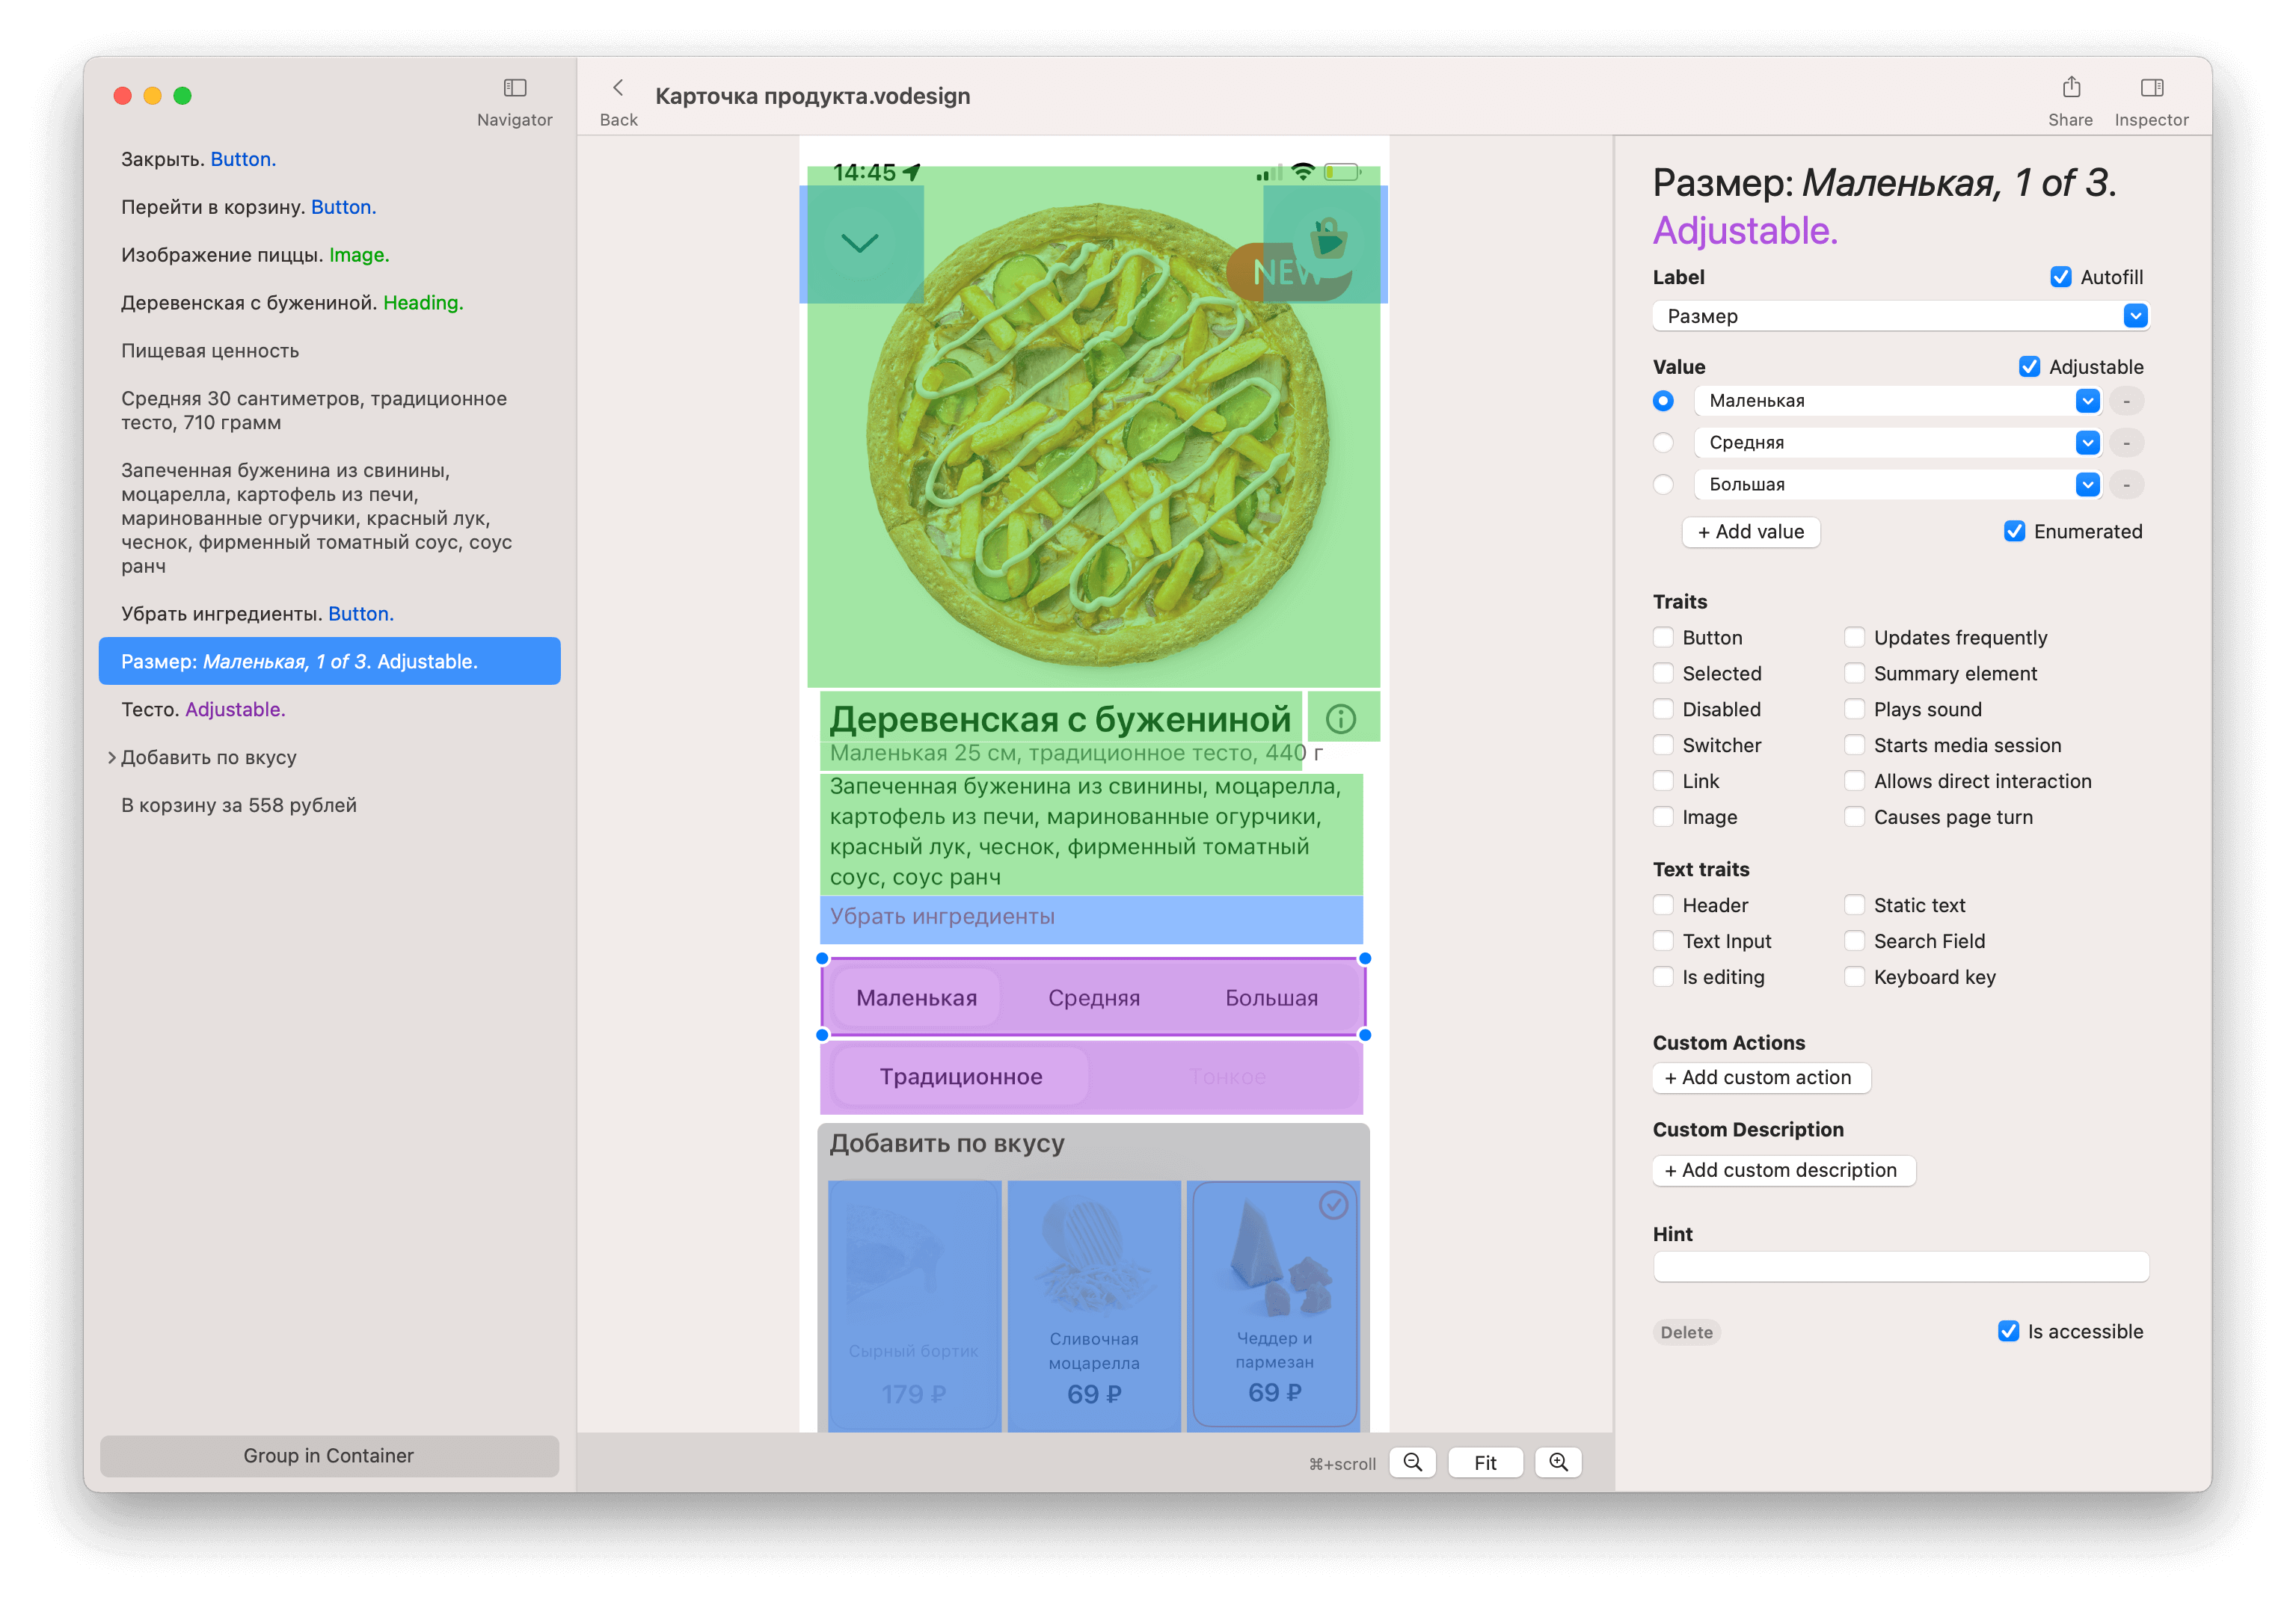 Navigator
Закрыть. Button.
Перейти в корзину. Button.
Изображение пиццы. Image.
Деревенская с бужениной. Heading.
Пищевая ценность
Средняя 30 сантиметров, традиционное
тесто, 710 грамм
Запеченная буженина из свинины,
моцарелла, картофель из печи,
маринованные огурчики, красный лук,
чеснок, фирменный томатный соус, соус
ранч
Убрать ингредиенты. Button.
Размер: Маленькая, 1 of 3. Adjustable.
Тесто. Adjustable.
Добавить по вкусу
В корзину за 558 рублей
Group in Container
Back
Карточка продукта.vodesign
Share
Inspector
14:45
NEW
Деревенская с бужениной
Маленькая 25 см, традиционное тесто, 440 г
Запеченная буженина из свинины, моцарелла,
картофель из печи, маринованные огурчики,
красный лук, чеснок, фирменный томатный
соус, соус ранч
Убрать ингредиенты
Маленькая Средняя Большая
Традиционное Тонкое
Добавить по вкусу
Сырный бортик
179 ₽
Сливочная
моцарелла
69 ₽
Чеддер и
пармезан
69 ₽
⌘+scroll
Fit
Размер: Маленькая, 1 of 3.
Adjustable.
Label Autofill
Размер
Value Adjustable
Маленькая -
Средняя -
Большая -
+ Add value Enumerated
Traits
Button Updates frequently
Selected Summary element
Disabled Plays sound
Switcher Starts media session
Link Allows direct interaction
Image Causes page turn
Text traits
Header Static text
Text Input Search Field
Is editing Keyboard key
Custom Actions
+ Add custom action
Custom Description
+ Add custom description
Hint
Delete Is accessible